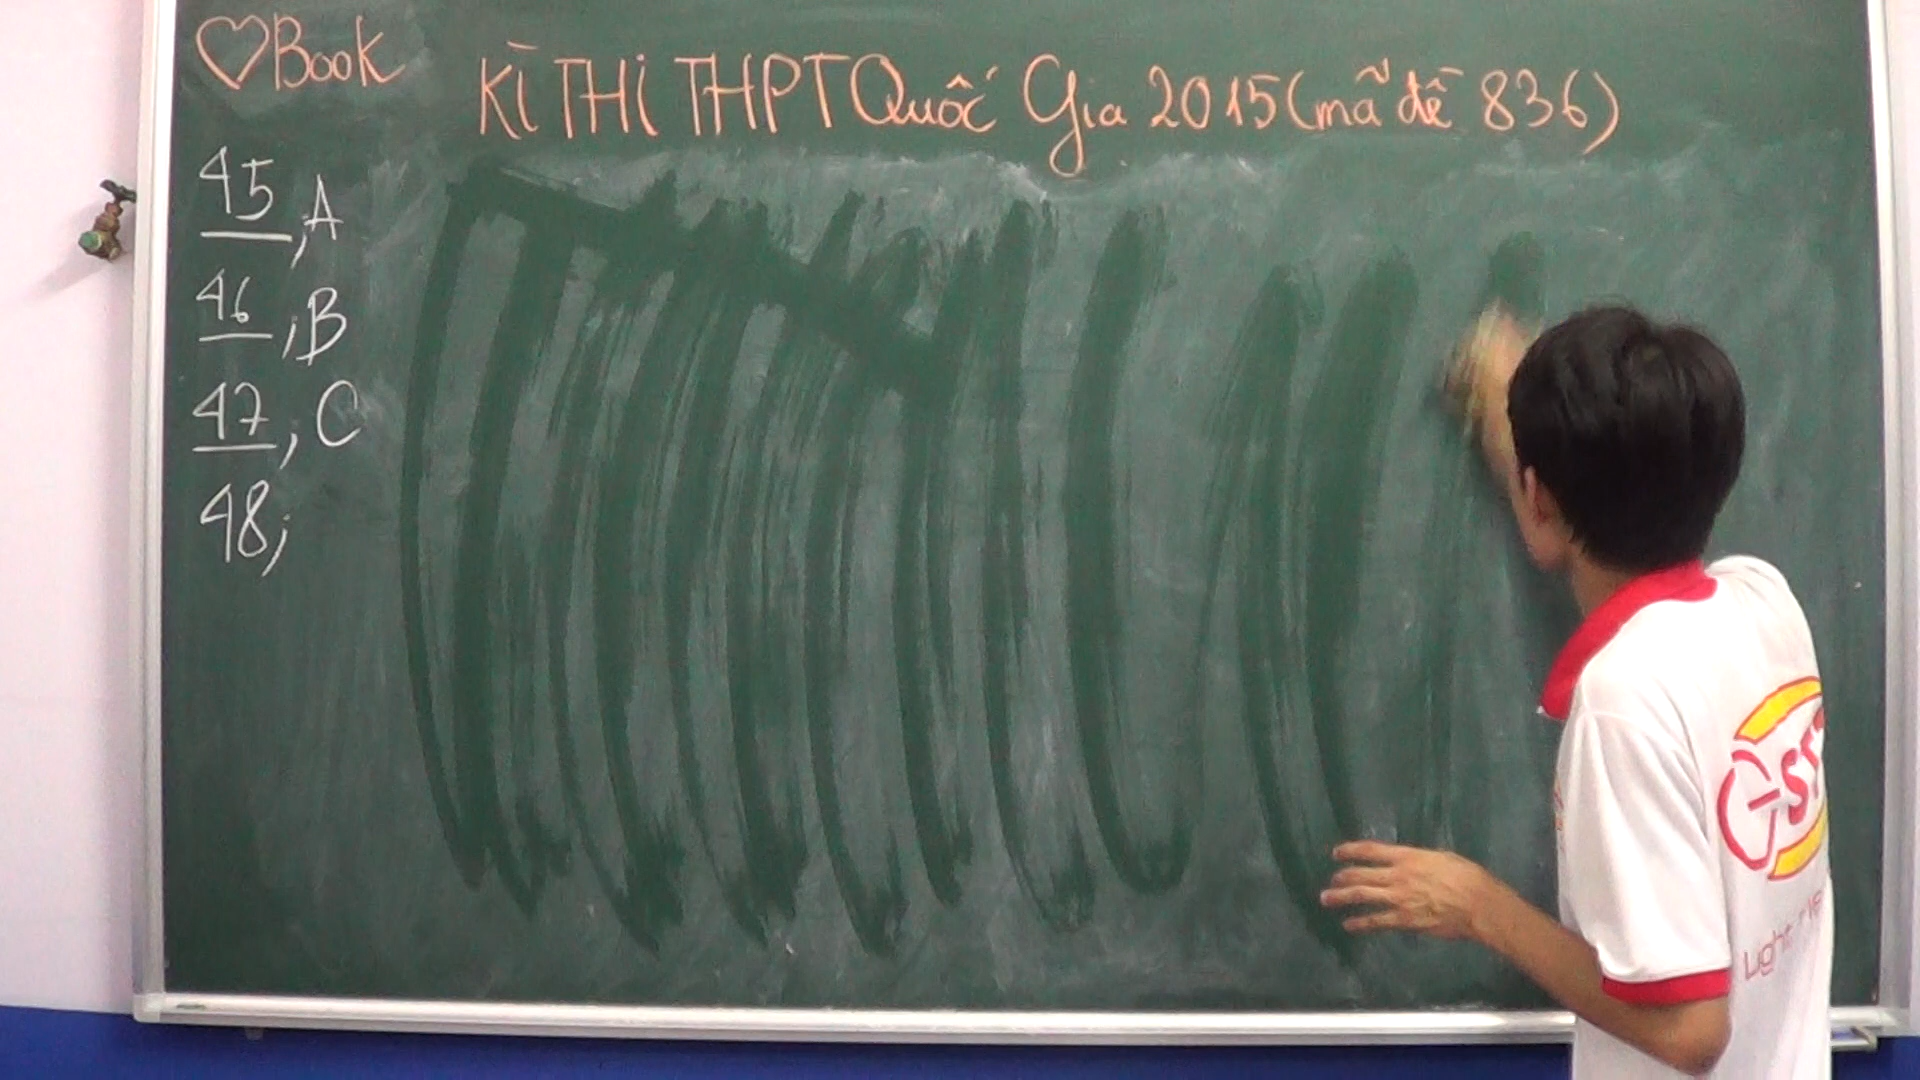 ♡Book
KÌ THI THPT Quốc Gia 2015 (mã đề 836)
45; A
46; B
47; C
48;